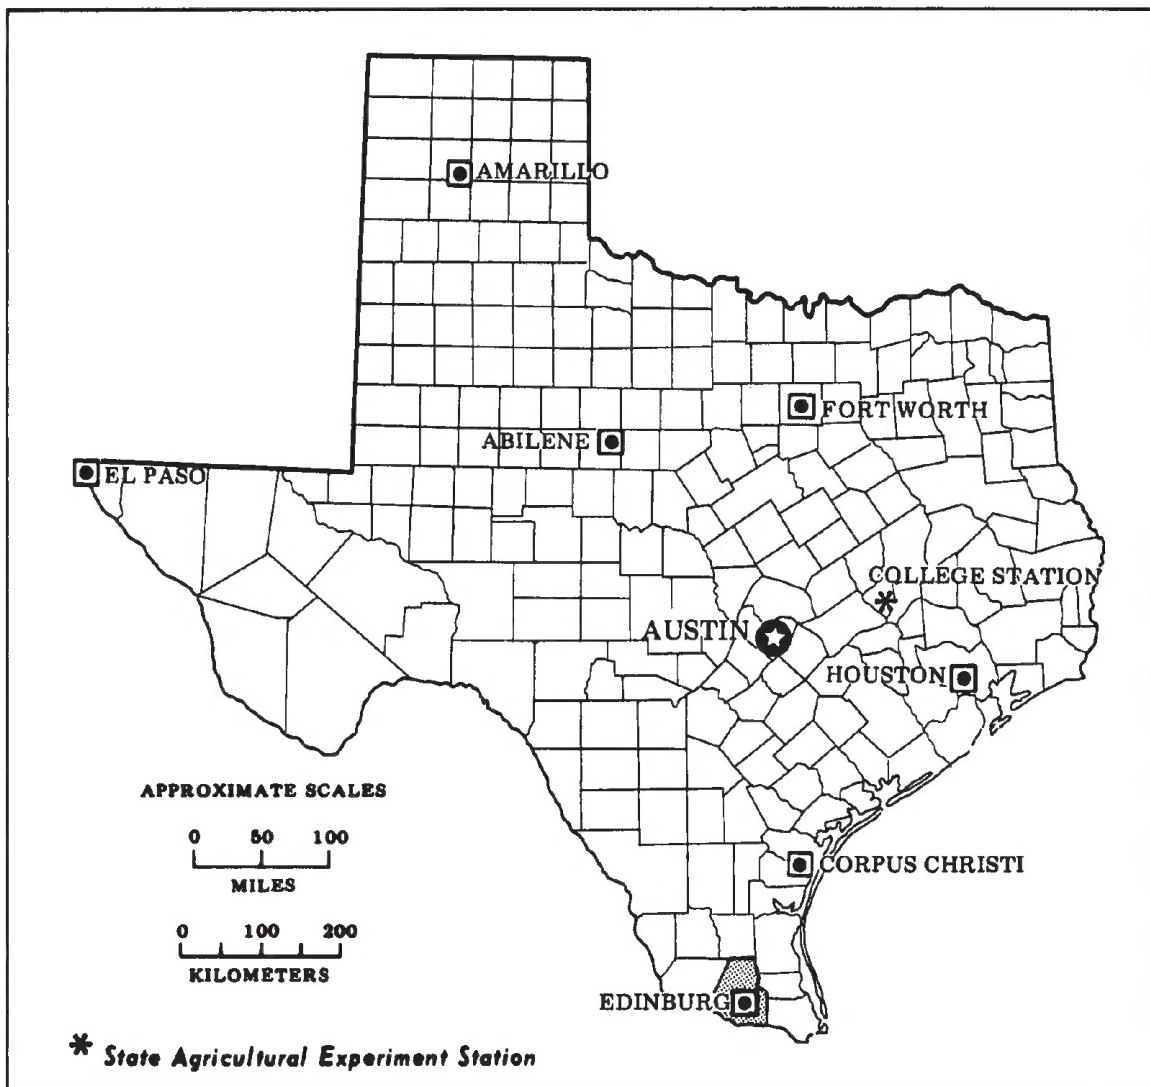 AMARILLO
FORT WORTH
ABILENE
EL PASO
COLLEGE STATION
*
AUSTIN
HOUSTON
APPROXIMATE SCALES
0 50 100
MILES
CORPUS CHRISTI
0 100 200
KILOMETERS
EDINBURG
* State Agricultural Experiment Station